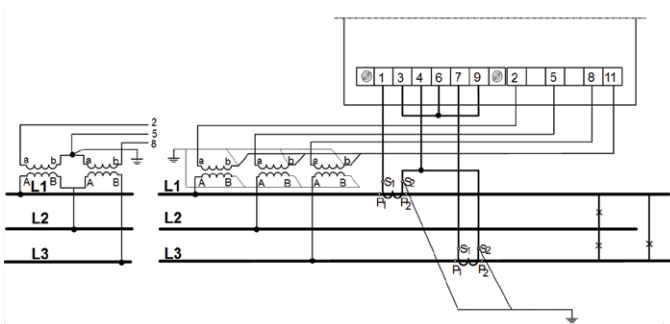 1 3 4 6 7 9 2 5 8 11
2
5
8
a b a b
A B A B
a b a b a b
A B A B A B
L1
L1
S1 S2
P1 P2
L2
L2
S1 S2
L3
L3
P1 P2